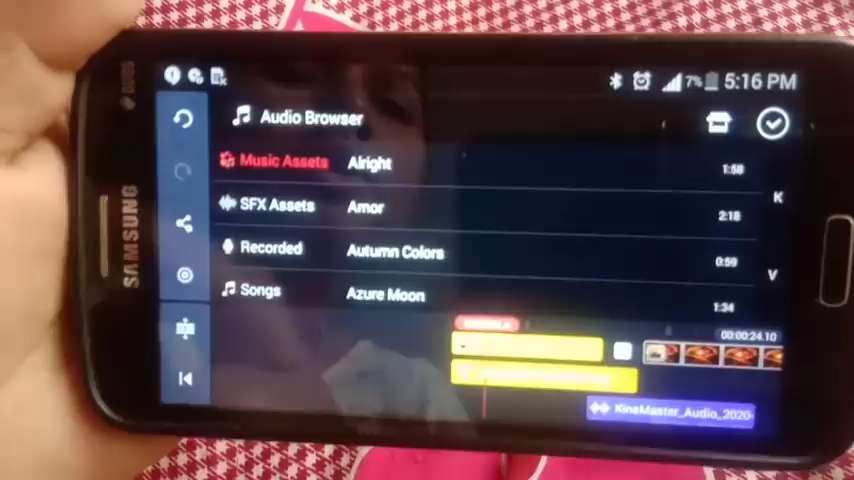 7% 5:16 PM
Audio Browser
Music Assets
Alright
1:58
SFX Assets
Amor
2:18
K
Recorded
Autumn Colors
0:59
V
Songs
Azure Moon
1:34
00:00:24.10
KineMaster_Audio_2020-
SAMSUNG
DUOS